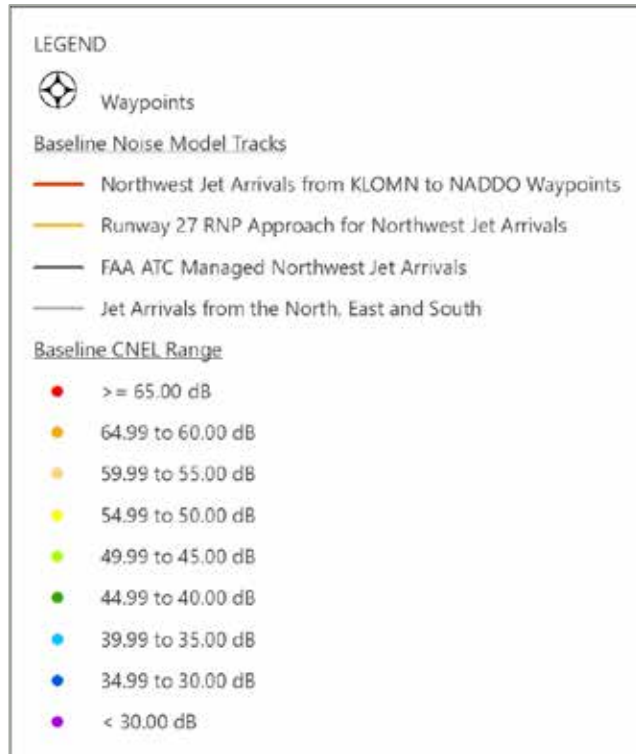 LEGEND
Waypoints
Baseline Noise Model Tracks
Northwest Jet Arrivals from KLOMN to NADDO Waypoints
Runway 27 RNP Approach for Northwest Jet Arrivals
FAA ATC Managed Northwest Jet Arrivals
Jet Arrivals from the North, East and South
Baseline CNEL Range
>= 65.00 dB
64.99 to 60.00 dB
59.99 to 55.00 dB
54.99 to 50.00 dB
49.99 to 45.00 dB
44.99 to 40.00 dB
39.99 to 35.00 dB
34.99 to 30.00 dB
< 30.00 dB